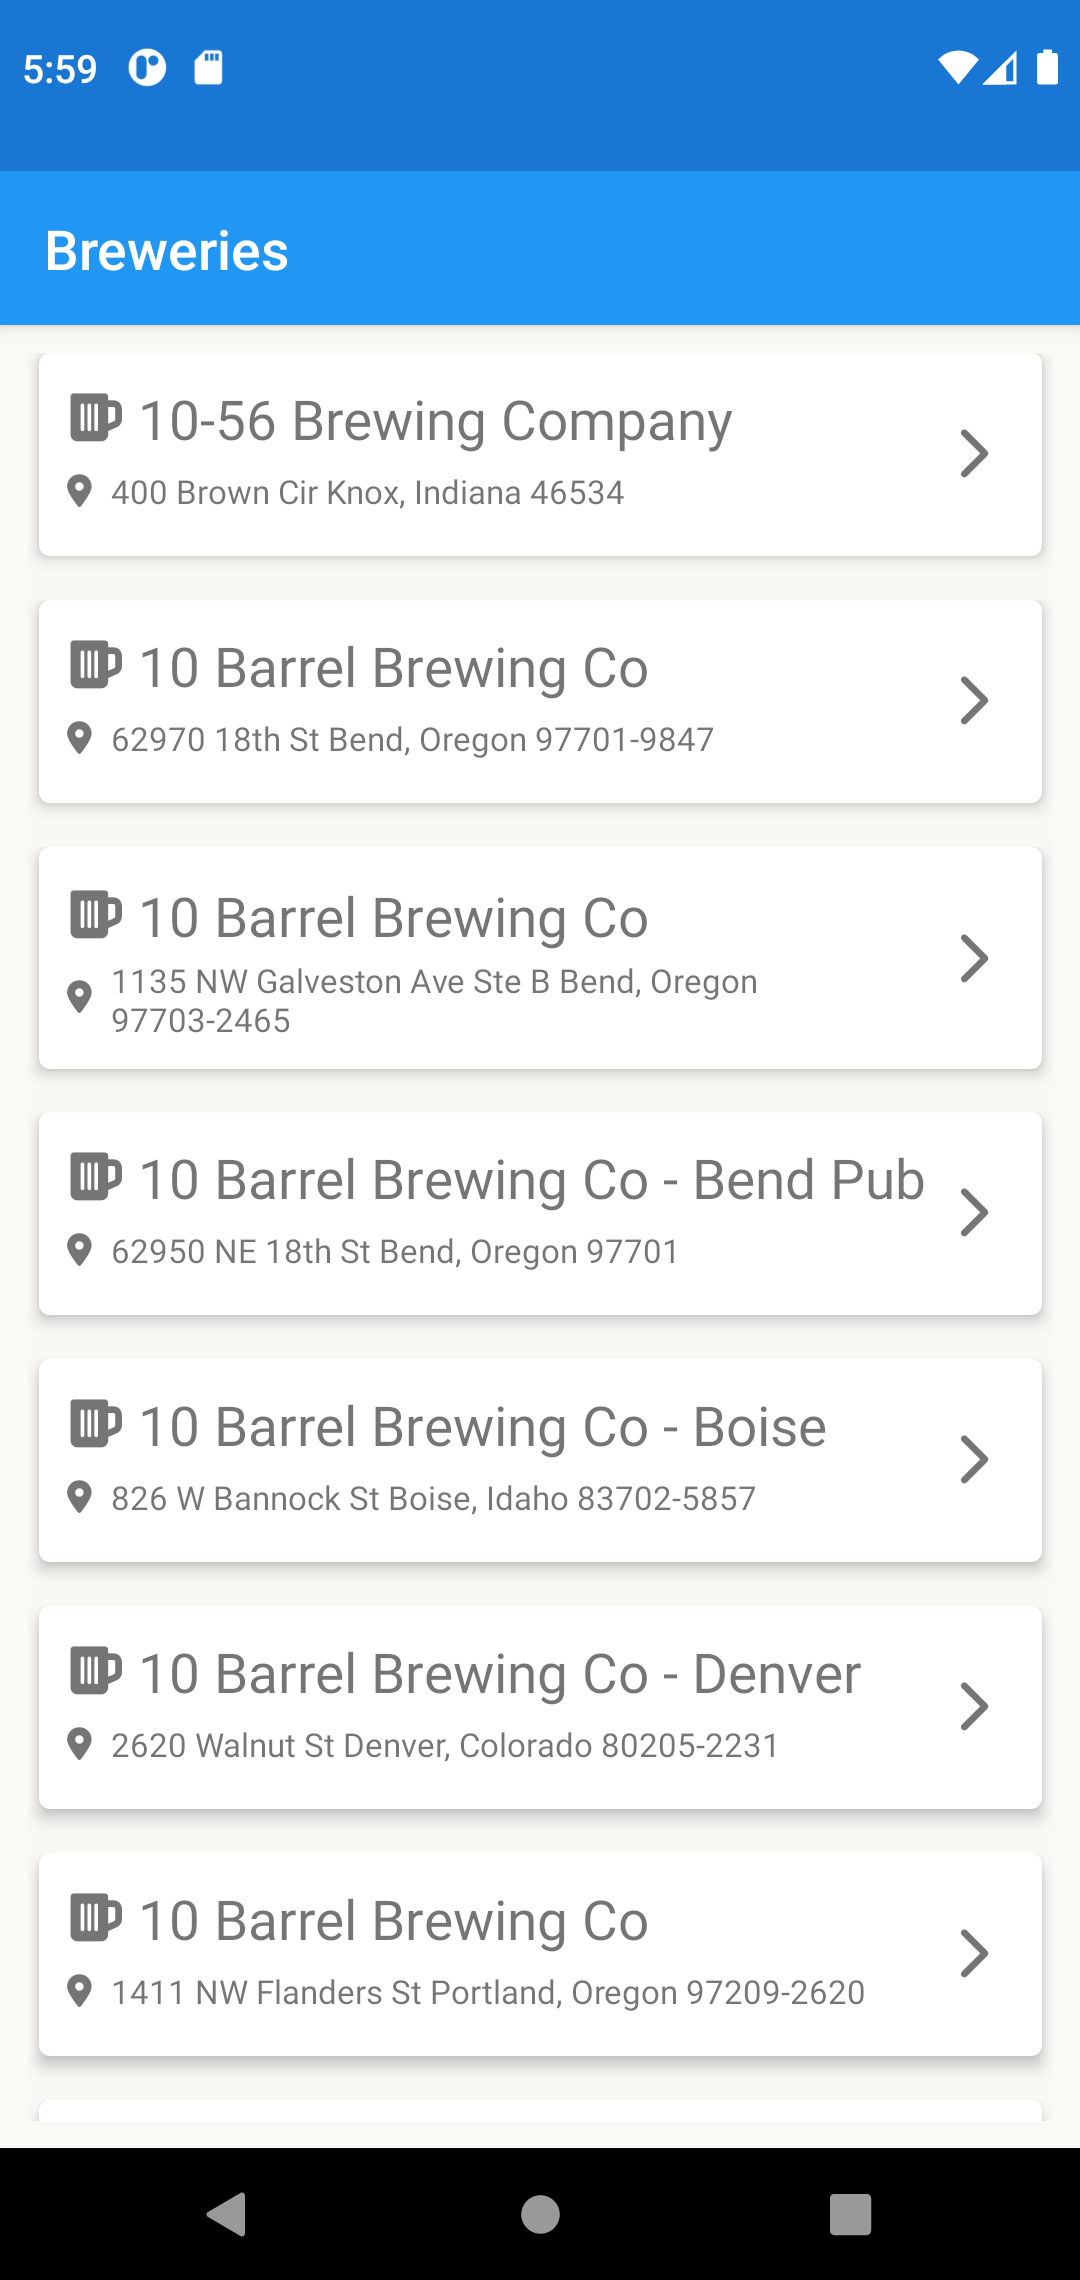 5:59
Breweries
10-56 Brewing Company
400 Brown Cir Knox, Indiana 46534
10 Barrel Brewing Co
62970 18th St Bend, Oregon 97701-9847
10 Barrel Brewing Co
1135 NW Galveston Ave Ste B Bend, Oregon
97703-2465
10 Barrel Brewing Co - Bend Pub
62950 NE 18th St Bend, Oregon 97701
10 Barrel Brewing Co - Boise
826 W Bannock St Boise, Idaho 83702-5857
10 Barrel Brewing Co - Denver
2620 Walnut St Denver, Colorado 80205-2231
10 Barrel Brewing Co
1411 NW Flanders St Portland, Oregon 97209-2620